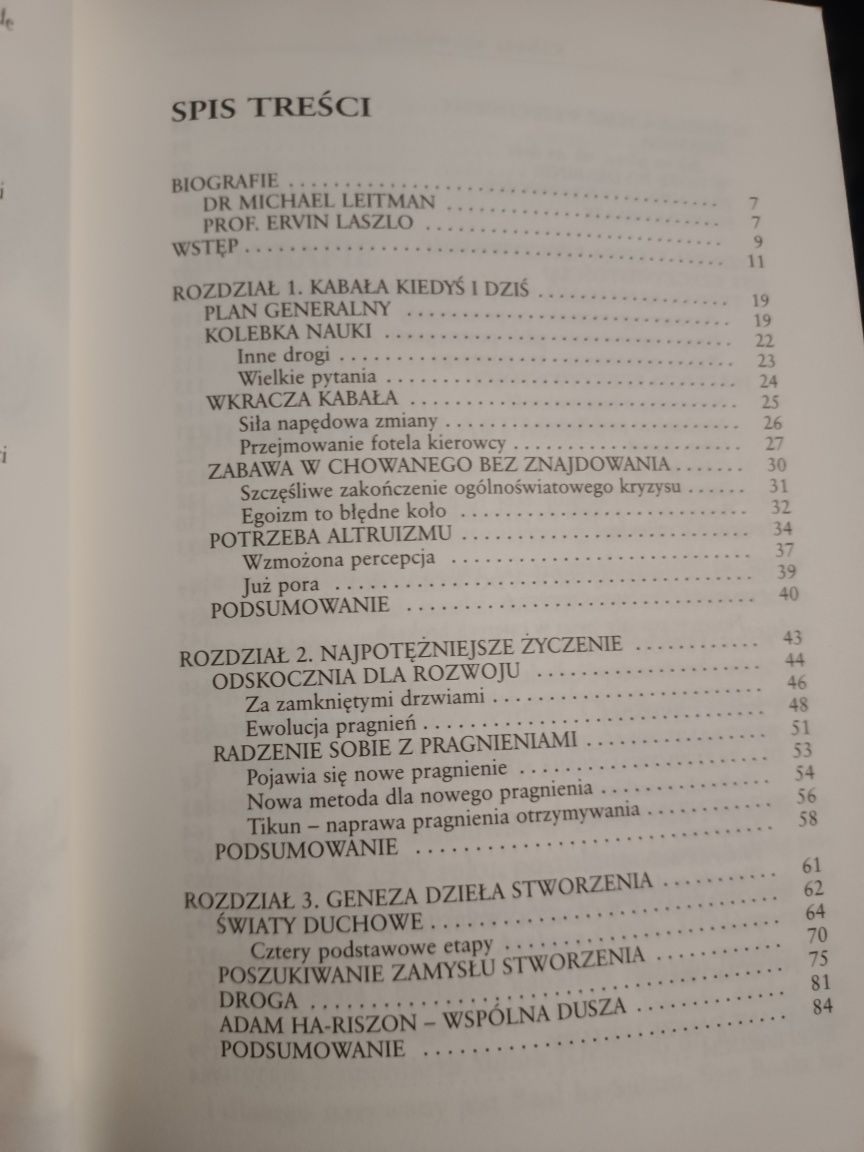 SPIS TREŚCI
BIOGRAFIE ........................................ 7
DR MICHAEL LEITMAN ........................... 7
PROF. ERVIN LASZLO ............................ 9
WSTĘP ............................................ 11
ROZDZIAŁ 1. KABAŁA KIEDYŚ I DZIŚ ................ 19
PLAN GENERALNY ............................... 19
KOLEBKA NAUKI ................................ 22
Inne drogi ..................................... 23
Wielkie pytania ................................. 24
WKRACZA KABAŁA .............................. 25
Siła napędowa zmiany ........................... 26
Przejmowanie fotela kierowcy .................... 27
ZABAWA W CHOWANEGO BEZ ZNAJDOWANIA ....... 30
Szczęśliwe zakończenie ogólnoświatowego kryzysu ...... 31
Egoizm to błędne koło .......................... 32
POTRZEBA ALTRUIZMU .......................... 34
Wzmożona percepcja ............................ 37
Już pora ....................................... 39
PODSUMOWANIE ................................ 40
ROZDZIAŁ 2. NAJPOTĘŻNIEJSZE ŻYCZENIE ............ 43
ODSKOCZNIA DLA ROZWOJU ..................... 44
Za zamkniętymi drzwiami ........................ 46
Ewolucja pragnień .............................. 48
RADZENIE SOBIE Z PRAGNIENIAMI ................ 51
Pojawia się nowe pragnienie ...................... 53
Nowa metoda dla nowego pragnienia ............... 54
Tikun – naprawa pragnienia otrzymywania ........... 56
PODSUMOWANIE ................................ 58
ROZDZIAŁ 3. GENEZA DZIEŁA STWORZENIA ........... 61
ŚWIATY DUCHOWE .............................. 62
Cztery podstawowe etapy ........................ 64
POSZUKIWANIE ZAMYSŁU STWORZENIA ........... 70
DROGA ......................................... 75
ADAM HA-RISZON – WSPÓLNA DUSZA ............. 81
PODSUMOWANIE ................................ 84